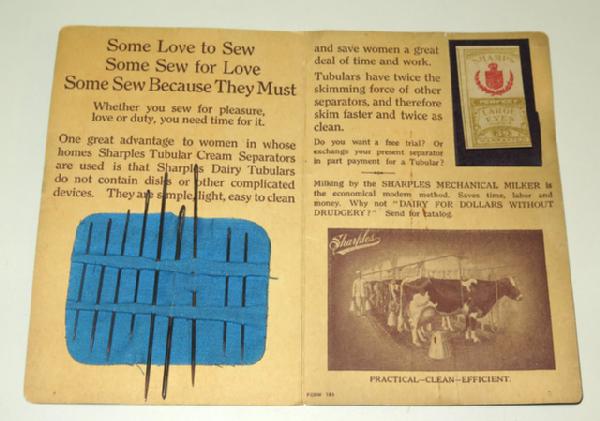 Some Love to Sew
Some Sew for Love
Some Sew Because They Must
Whether you sew for pleasure,
love or duty, you need time for it.
One great advantage to women in whose
homes Sharples Tubular Cream Separators
are used is that Sharples Dairy Tubulars
do not contain disks or other complicated
devices. They are simple, light, easy to clean
and save women a great
deal of time and work.
Tubulars have twice the
skimming force of other
separators, and therefore
skim faster and twice as
clean.
Do you want a free trial? Or
exchange your present separator
in part payment for a Tubular?
SHARPS
PERFECT
LARGE
EYES
Milking by the SHARPLES MECHANICAL MILKER is
the economical modern method. Saves time, labor and
money. Why not "DAIRY FOR DOLLARS WITHOUT
DRUDGERY?" Send for catalog.
Sharples
PRACTICAL—CLEAN—EFFICIENT.
FORM